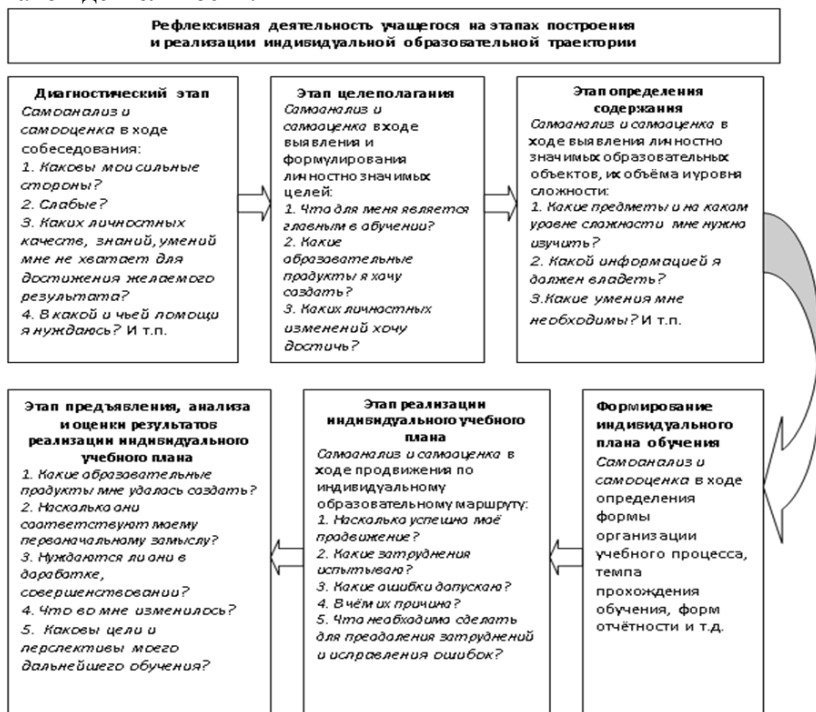 Рефлексивная деятельность учащегося на этапах построения
и реализации индивидуальной образовательной траектории
Диагностический этап
Самоанализ и
самооценка в ходе
собеседования:
1. Каковы мои сильные
стороны?
2. Слабые?
3. Каких личностных
качеств, знаний, умений
мне не хватает для
достижения желаемого
результата?
4. В какой и чьей помощи
я нуждаюсь? И т.п.
Этап целеполагания
Самоанализ и
самооценка в ходе
выявления и
формулирования
личностно значимых
целей:
1. Что для меня является
главным в обучении?
2. Какие
образовательные
продукты я хочу
создать?
3. Каких личностных
изменений хочу
достичь?
Этап определения
содержания
Самоанализ и самооценка в
ходе выявления личностно
значимых образовательных
объектов, их объёма и уровня
сложности:
1. Какие предметы и на каком
уровне сложности мне нужно
изучить?
2. Какой информацией я
должен владеть?
3.Какие умения мне
необходимы? И т.п.
Формирование
индивидуального
плана обучения
Самоанализ и
самооценка в ходе
определения
формы
организации
учебного процесса,
темпа
прохождения
обучения, форм
отчётности и т.д.
Этап реализации
индивидуального учебного
плана
Самоанализ и самооценка в
ходе продвижения по
индивидуальному
образовательному маршруту:
1. Насколько успешно моё
продвижение?
2. Какие затруднения
испытываю?
3. Какие ошибки допускаю?
4. В чём их причина?
5. Что необходимо сделать
для преодоления затруднений
и исправления ошибок?
Этап предъявления, анализа
и оценки результатов
реализации индивидуального
учебного плана
1. Какие образовательные
продукты мне удалось создать?
2. Насколько они
соответствуют моему
первоначальному замыслу?
3. Нуждаются ли они в
доработке,
совершенствовании?
4. Что во мне изменилось?
5. Каковы цели и
перспективы моего
дальнейшего обучения?